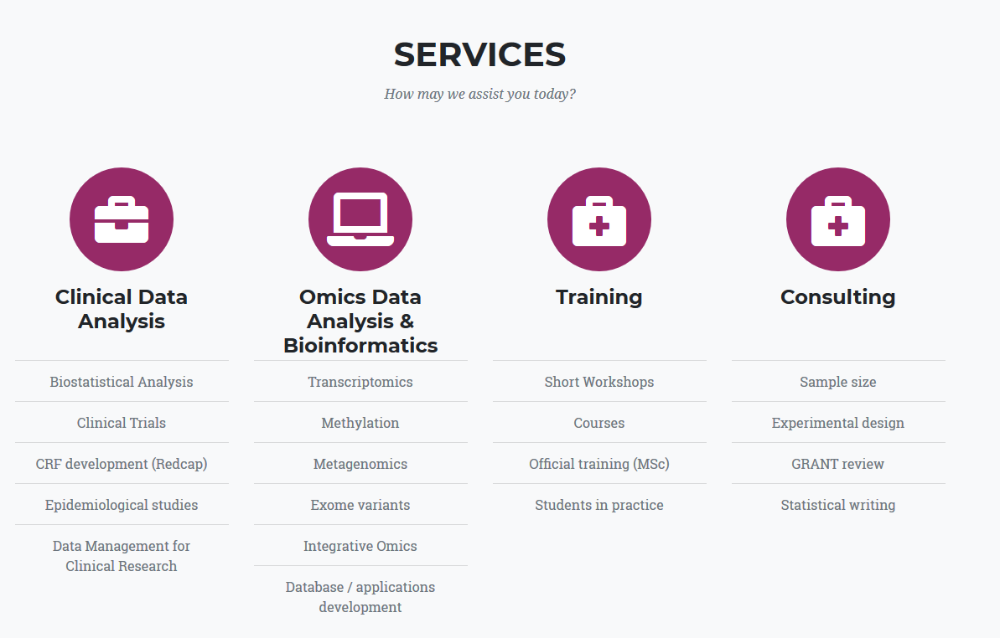 SERVICES
How may we assist you today?
Clinical Data
Analysis
Biostatistical Analysis
Clinical Trials
CRF development (Redcap)
Epidemiological studies
Data Management for
Clinical Research
Omics Data
Analysis &
Bioinformatics
Transcriptomics
Methylation
Metagenomics
Exome variants
Integrative Omics
Database / applications
development
Training
Short Workshops
Courses
Official training (MSc)
Students in practice
Consulting
Sample size
Experimental design
GRANT review
Statistical writing